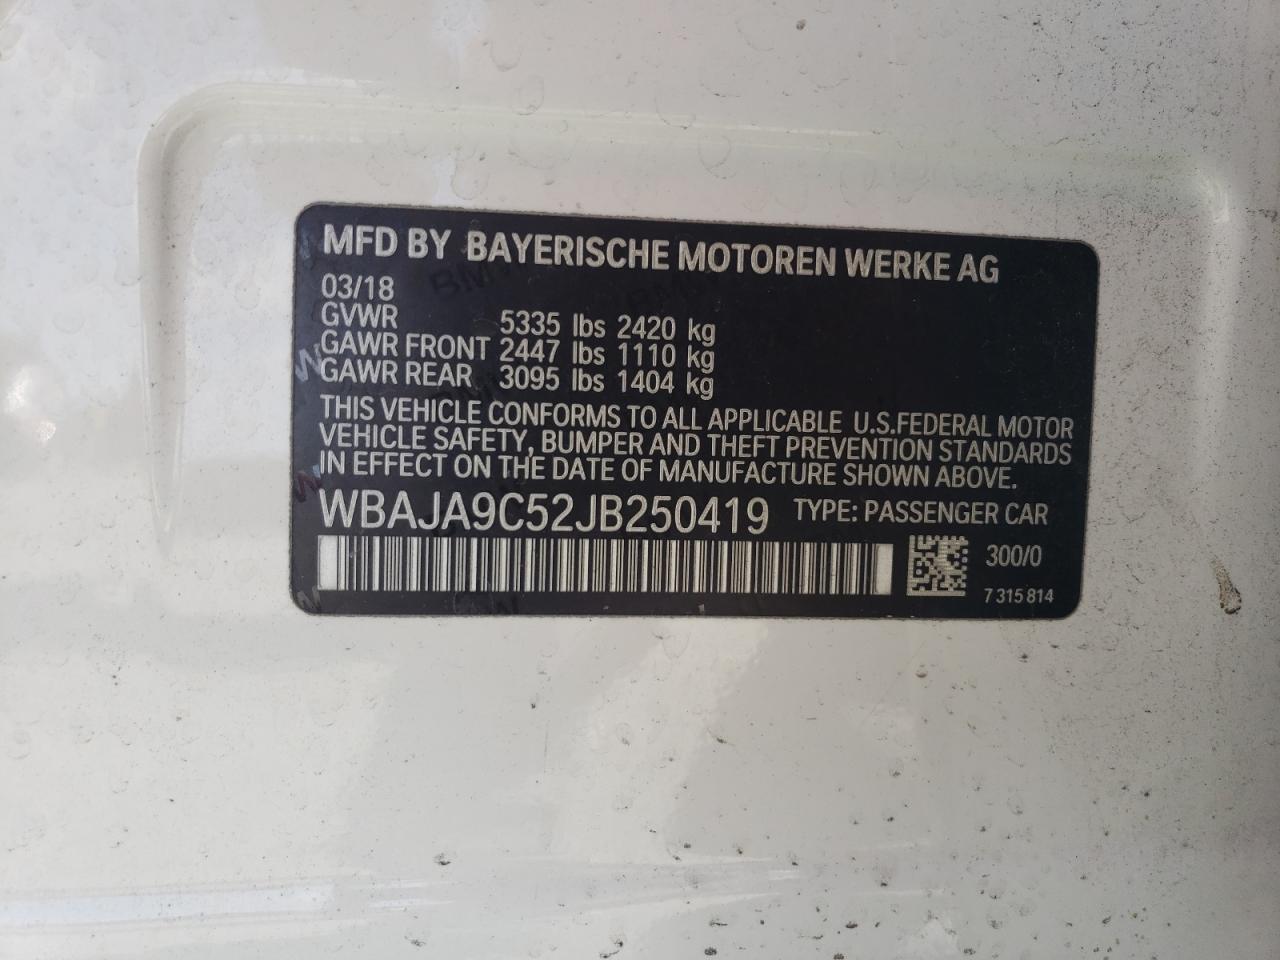 MFD BY BAYERISCHE MOTOREN WERKE AG
03/18
GVWR 5335 lbs 2420 kg
GAWR FRONT 2447 lbs 1110 kg
GAWR REAR 3095 lbs 1404 kg
THIS VEHICLE CONFORMS TO ALL APPLICABLE U.S.FEDERAL MOTOR
VEHICLE SAFETY, BUMPER AND THEFT PREVENTION STANDARDS
IN EFFECT ON THE DATE OF MANUFACTURE SHOWN ABOVE.
WBAJA9C52JB250419 TYPE: PASSENGER CAR
300/0
7 315 814